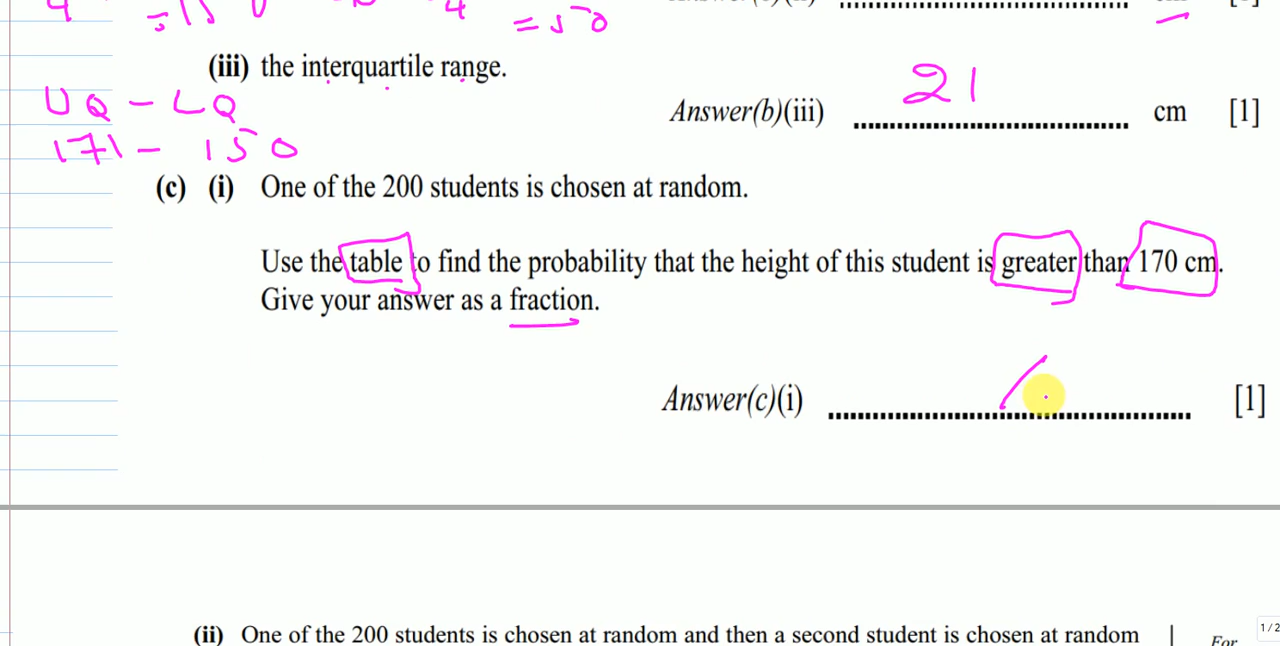 = 50
(iii) the interquartile range.
UQ - LQ
21
Answer(b)(iii) ........................ cm [1]
171 - 150
(c) (i) One of the 200 students is chosen at random.
Use the table to find the probability that the height of this student is greater than 170 cm.
Give your answer as a fraction.
Answer(c)(i) ........................ [1]
(ii) One of the 200 students is chosen at random and then a second student is chosen at random
For
1/2